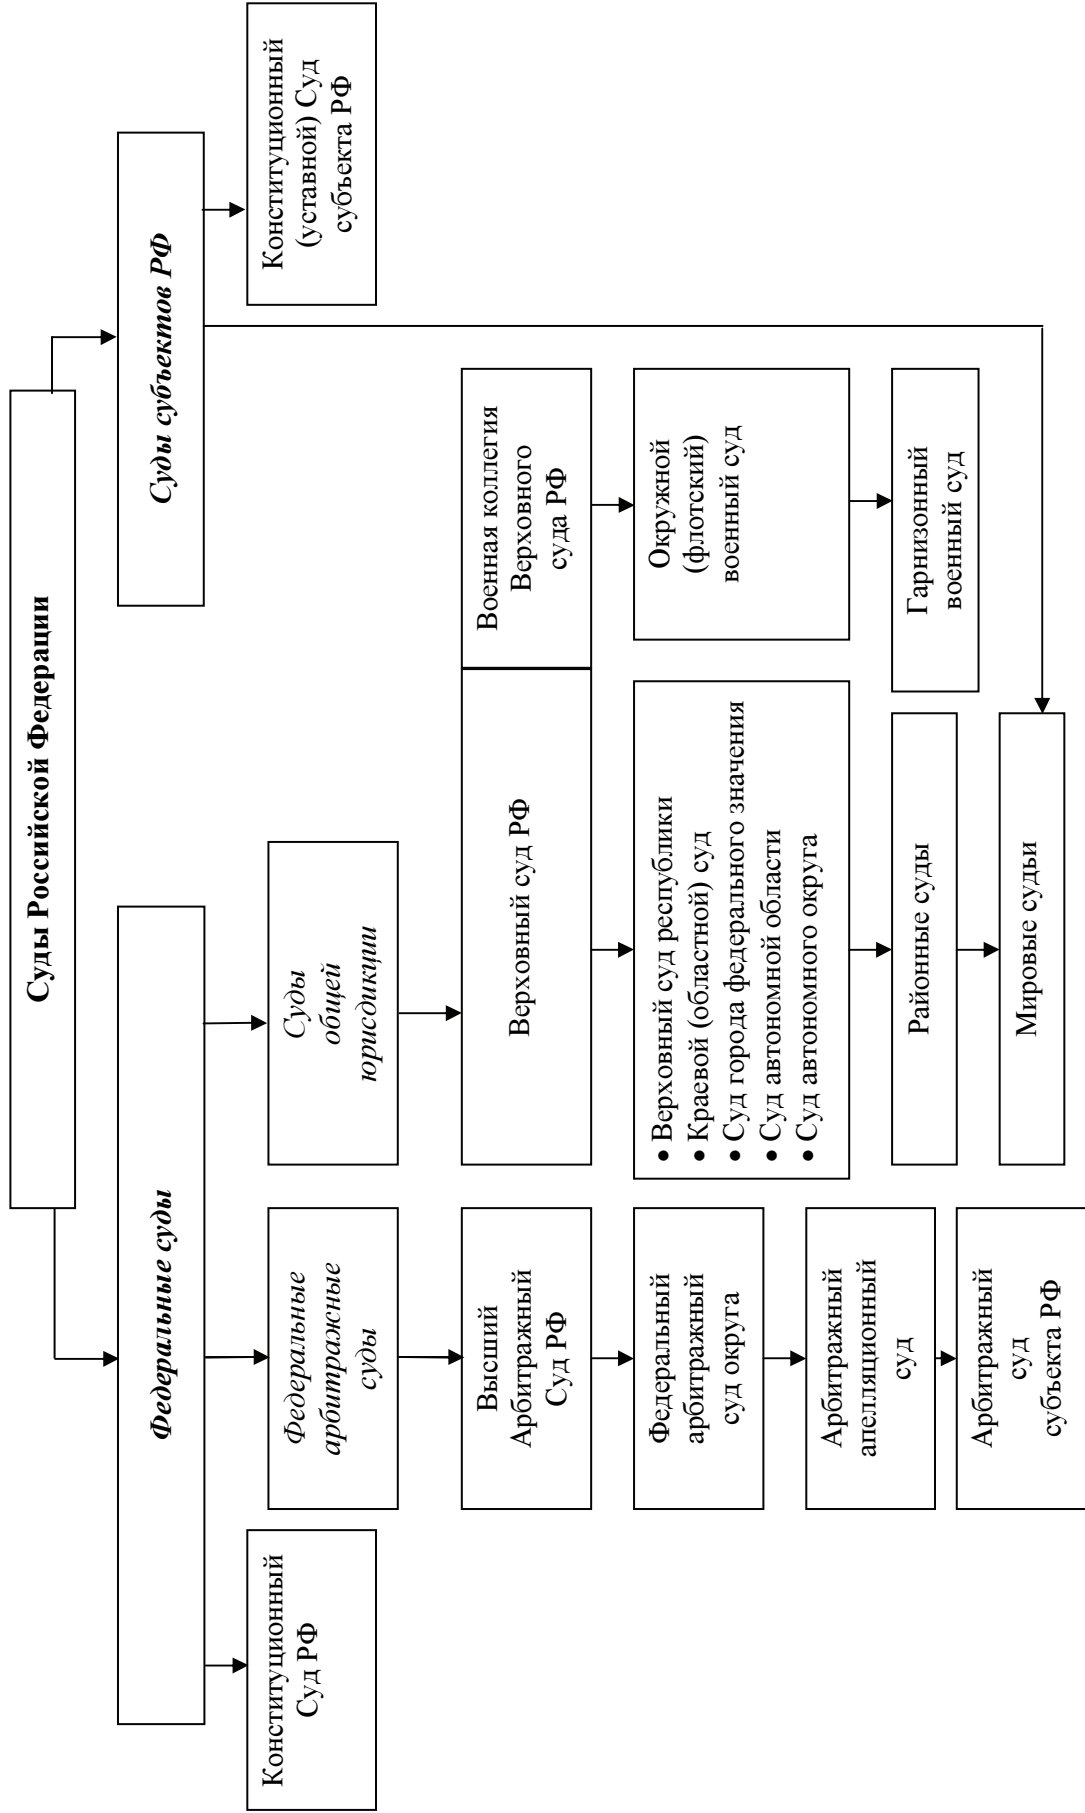 Суды Российской Федерации
Федеральные суды
Суды субъектов РФ
Конституционный
Суд РФ
Федеральные
арбитражные
суды
Суды
общей
юрисдикции
Конституционный
(уставной) Суд
субъекта РФ
Высший
Арбитражный
Суд РФ
Верховный суд РФ
Военная коллегия
Верховного
суда РФ
Федеральный
арбитражный
суд округа
• Верховный суд республики
• Краевой (областной) суд
• Суд города федерального значения
• Суд автономной области
• Суд автономного округа
Окружной
(флотский)
военный суд
Арбитражный
апелляционный
суд
Районные суды
Гарнизонный
военный суд
Арбитражный
суд
субъекта РФ
Мировые судьи